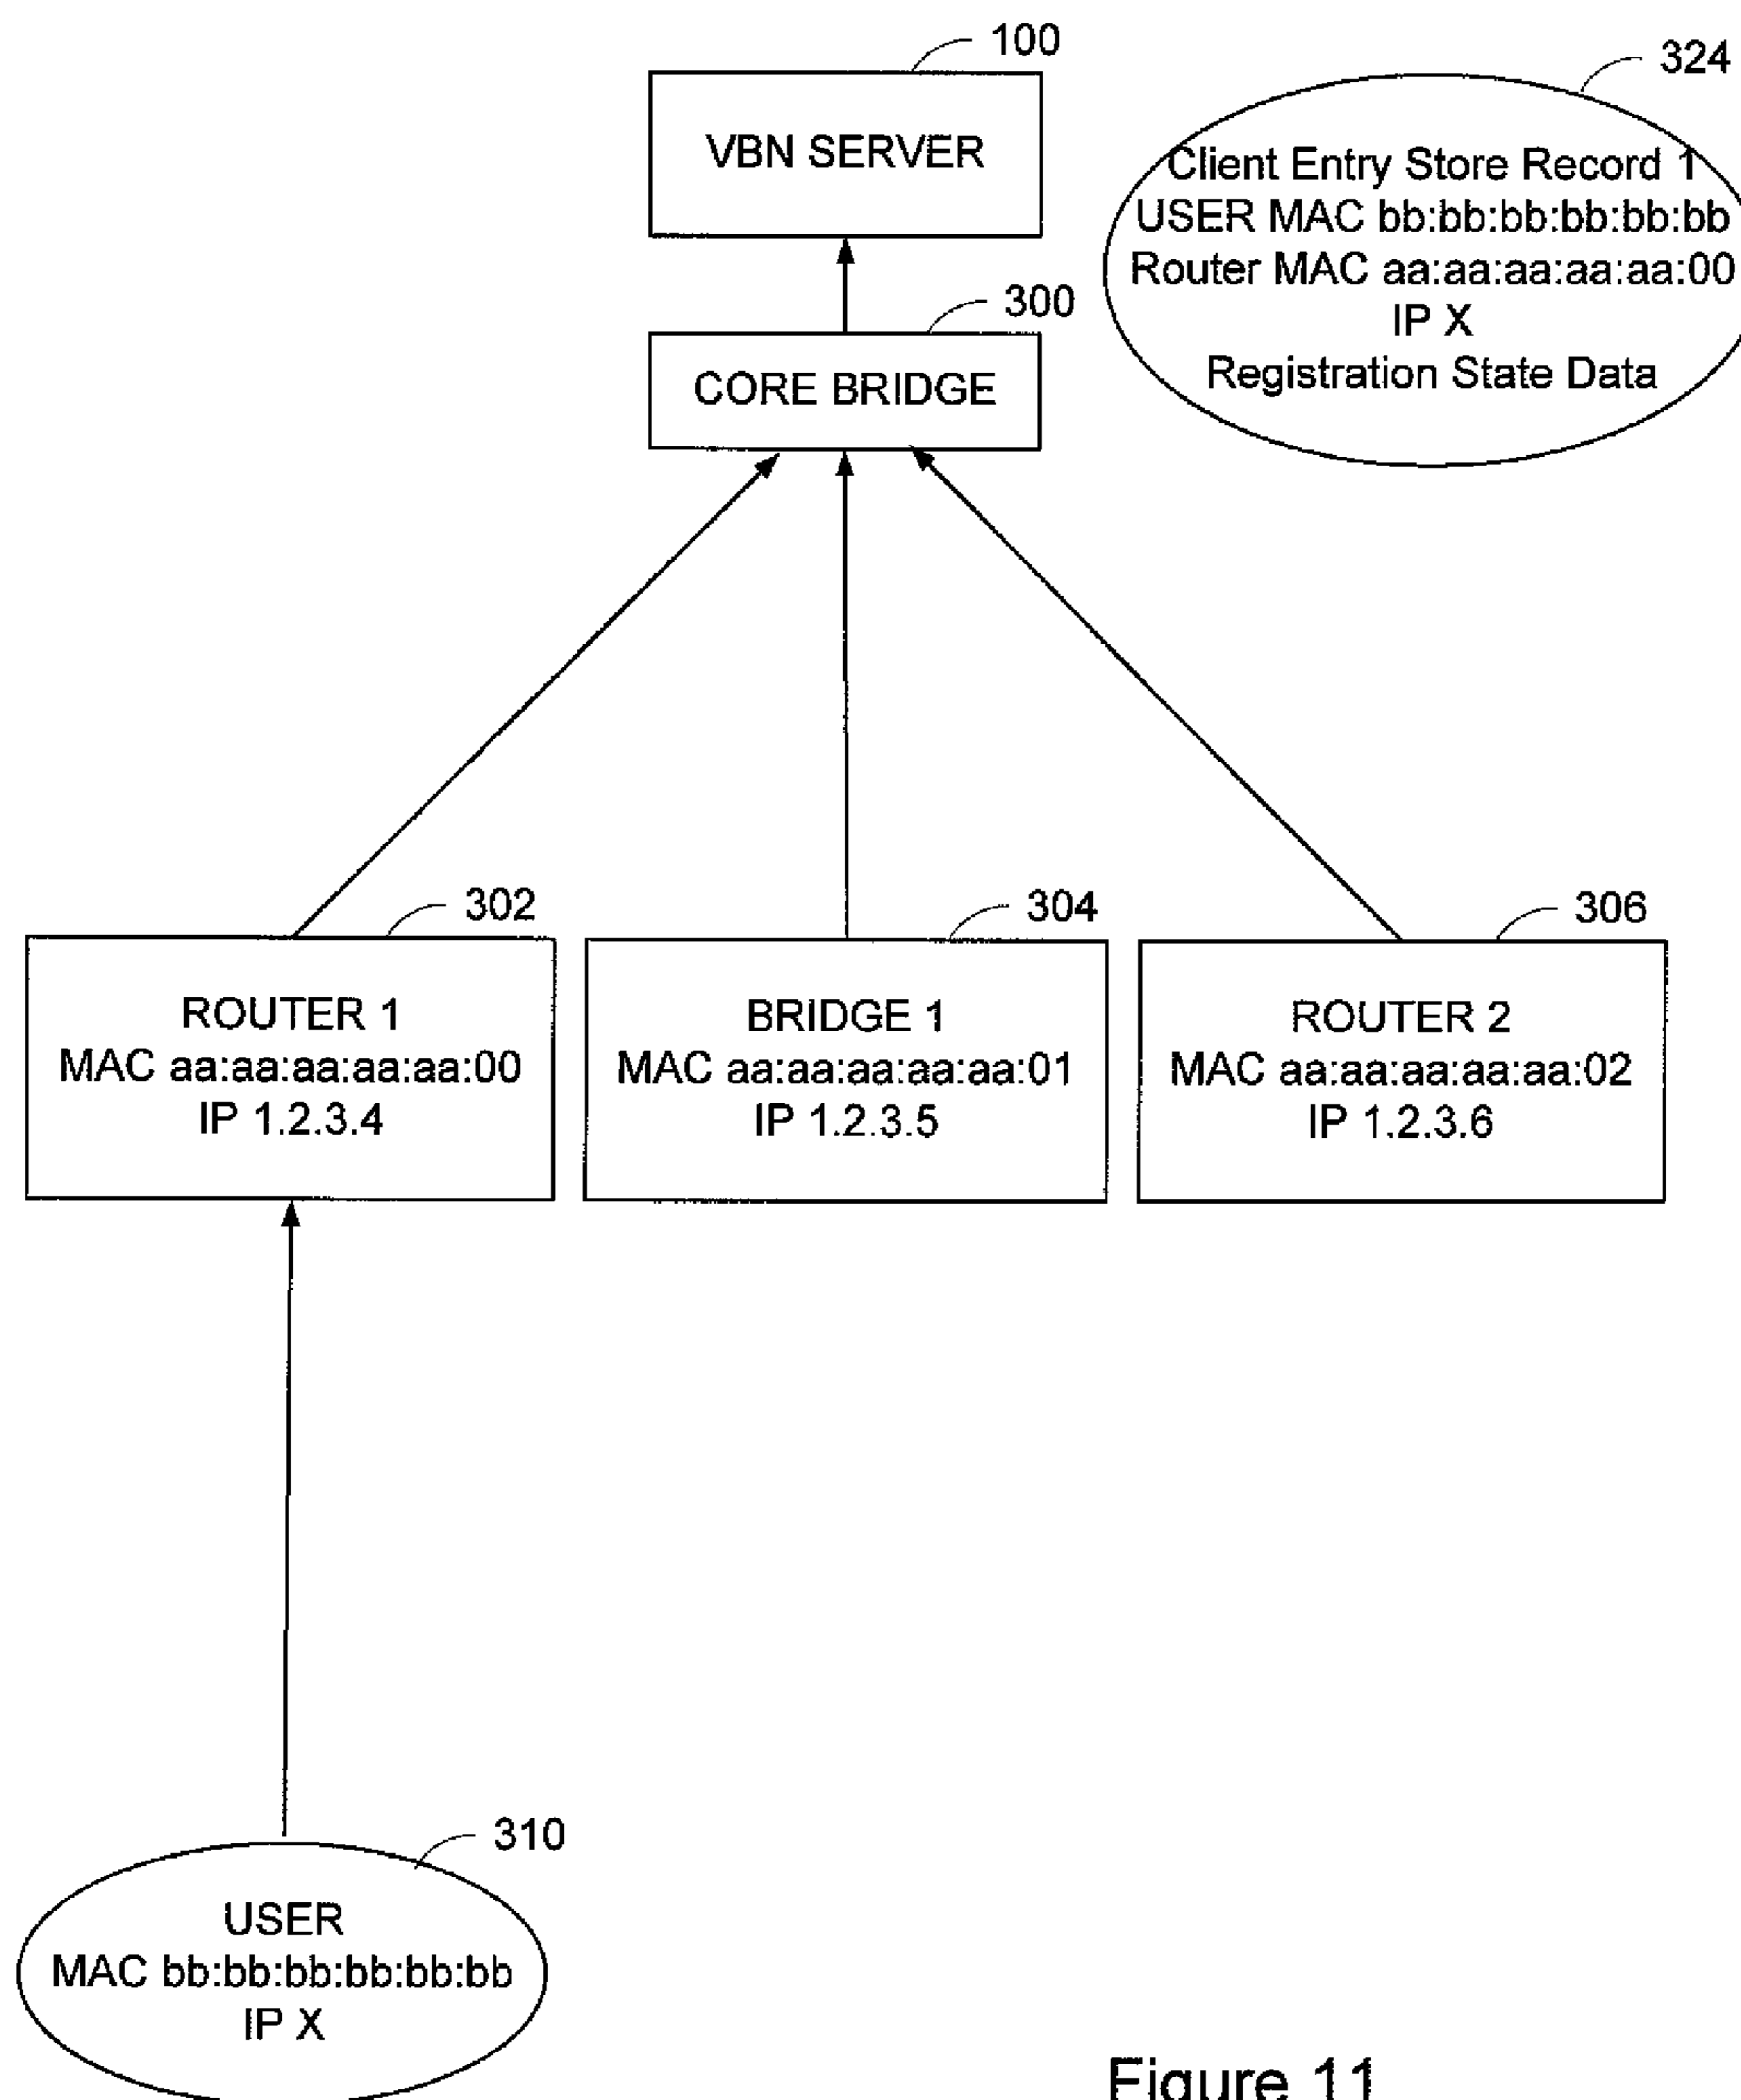 100
VBN SERVER
324
Client Entry Store Record 1
USER MAC bb:bb:bb:bb:bb:bb
Router MAC aa:aa:aa:aa:aa:00
IP X
Registration State Data
300
CORE BRIDGE
302
ROUTER 1
MAC aa:aa:aa:aa:aa:00
IP 1.2.3.4
304
BRIDGE 1
MAC aa:aa:aa:aa:aa:01
IP 1.2.3.5
306
ROUTER 2
MAC aa:aa:aa:aa:aa:02
IP 1.2.3.6
310
USER
MAC bb:bb:bb:bb:bb:bb
IP X
Figure 11